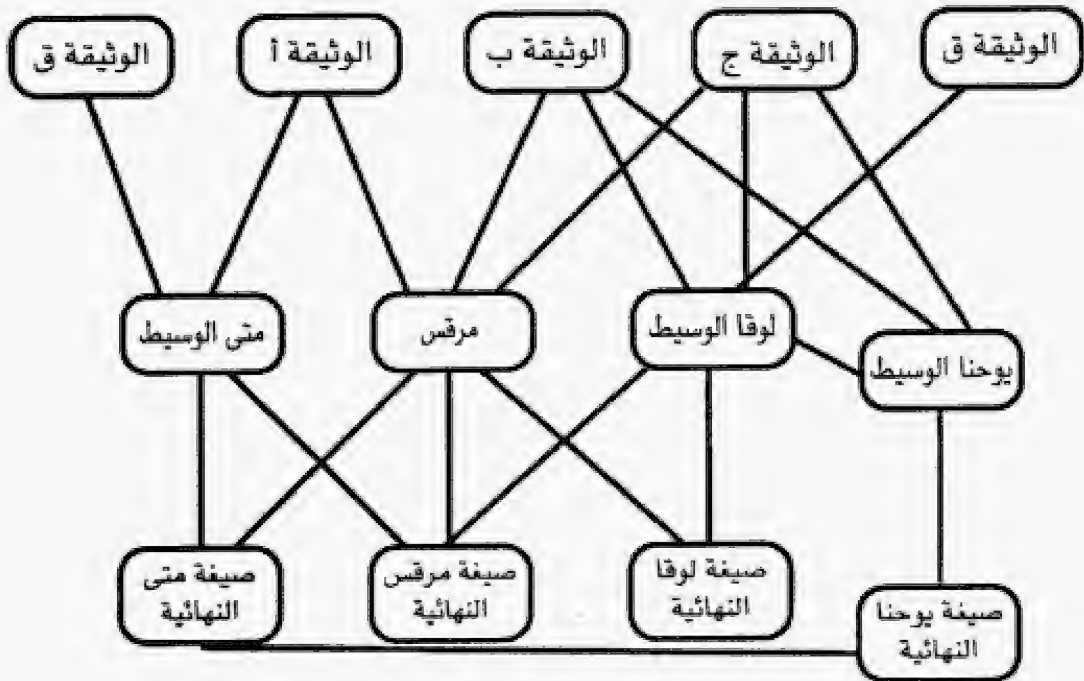 الوثيقة ق
الوثيقة ج
الوثيقة ب
الوثيقة أ
الوثيقة ق
يوحنا الوسيط
لوقا الوسيط
مرقس
متى الوسيط
صيغة يوحنا
النهائية
صيغة لوقا
النهائية
صيغة مرقس
النهائية
صيغة متى
النهائية